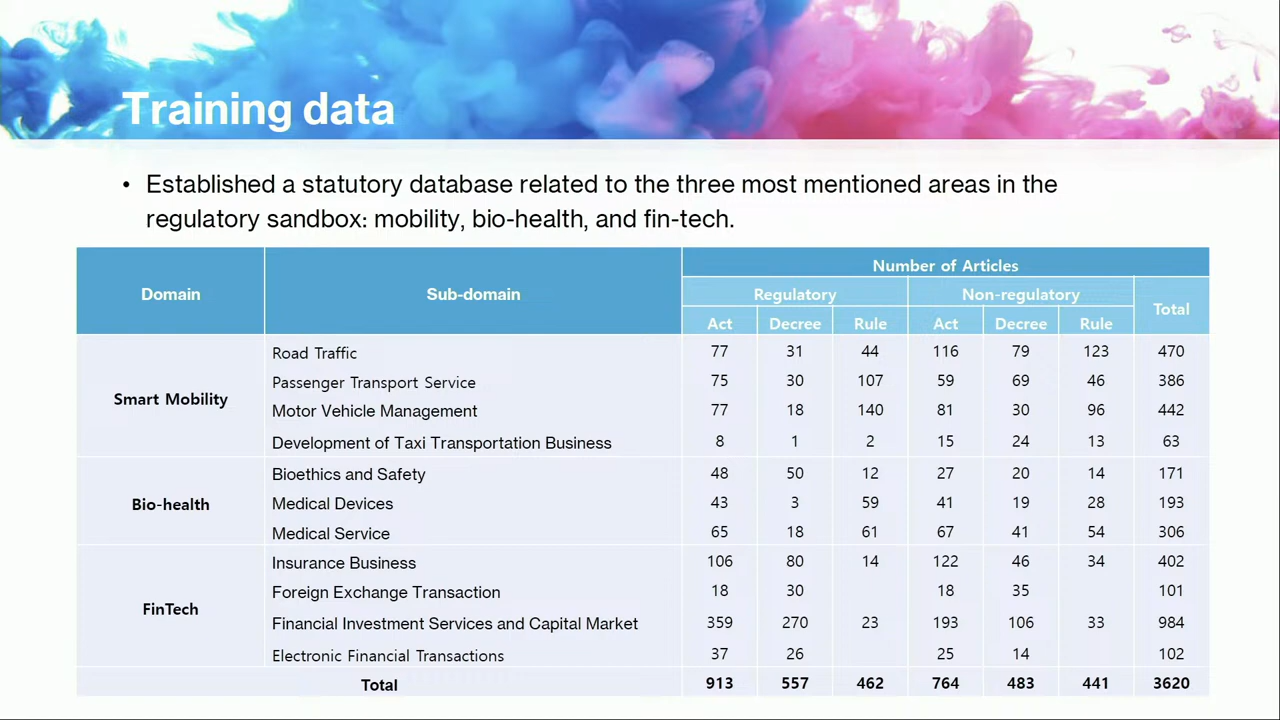 Training data
• Established a statutory database related to the three most mentioned areas in the
regulatory sandbox: mobility, bio-health, and fin-tech.
Domain Sub-domain Number of Articles
Regulatory Non-regulatory Total
Act Decree Rule Act Decree Rule
Smart Mobility
Road Traffic 77 31 44 116 79 123 470
Passenger Transport Service 75 30 107 59 69 46 386
Motor Vehicle Management 77 18 140 81 30 96 442
Development of Taxi Transportation Business 8 1 2 15 24 13 63
Bio-health
Bioethics and Safety 48 50 12 27 20 14 171
Medical Devices 43 3 59 41 19 28 193
Medical Service 65 18 61 67 41 54 306
FinTech
Insurance Business 106 80 14 122 46 34 402
Foreign Exchange Transaction 18 30 18 35 101
Financial Investment Services and Capital Market 359 270 23 193 106 33 984
Electronic Financial Transactions 37 26 25 14 102
Total 913 557 462 764 483 441 3620